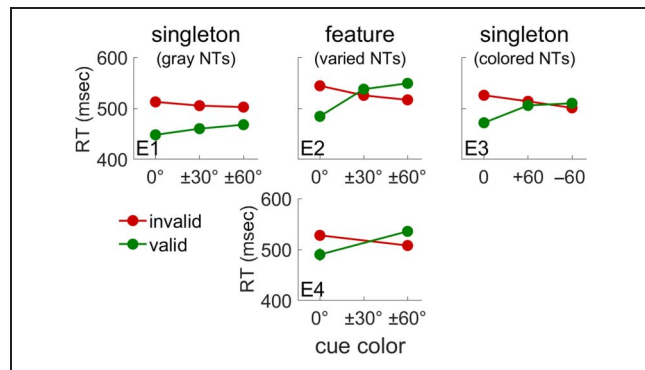 singleton feature singleton
(gray NTs) (varied NTs) (colored NTs)
600
500
400
RT (msec)
E1 E2 E3
0° ±30° ±60° 0° ±30° ±60° 0 +60 −60
invalid
valid
600
500
400
RT (msec)
E4
0° ±30° ±60°
cue color